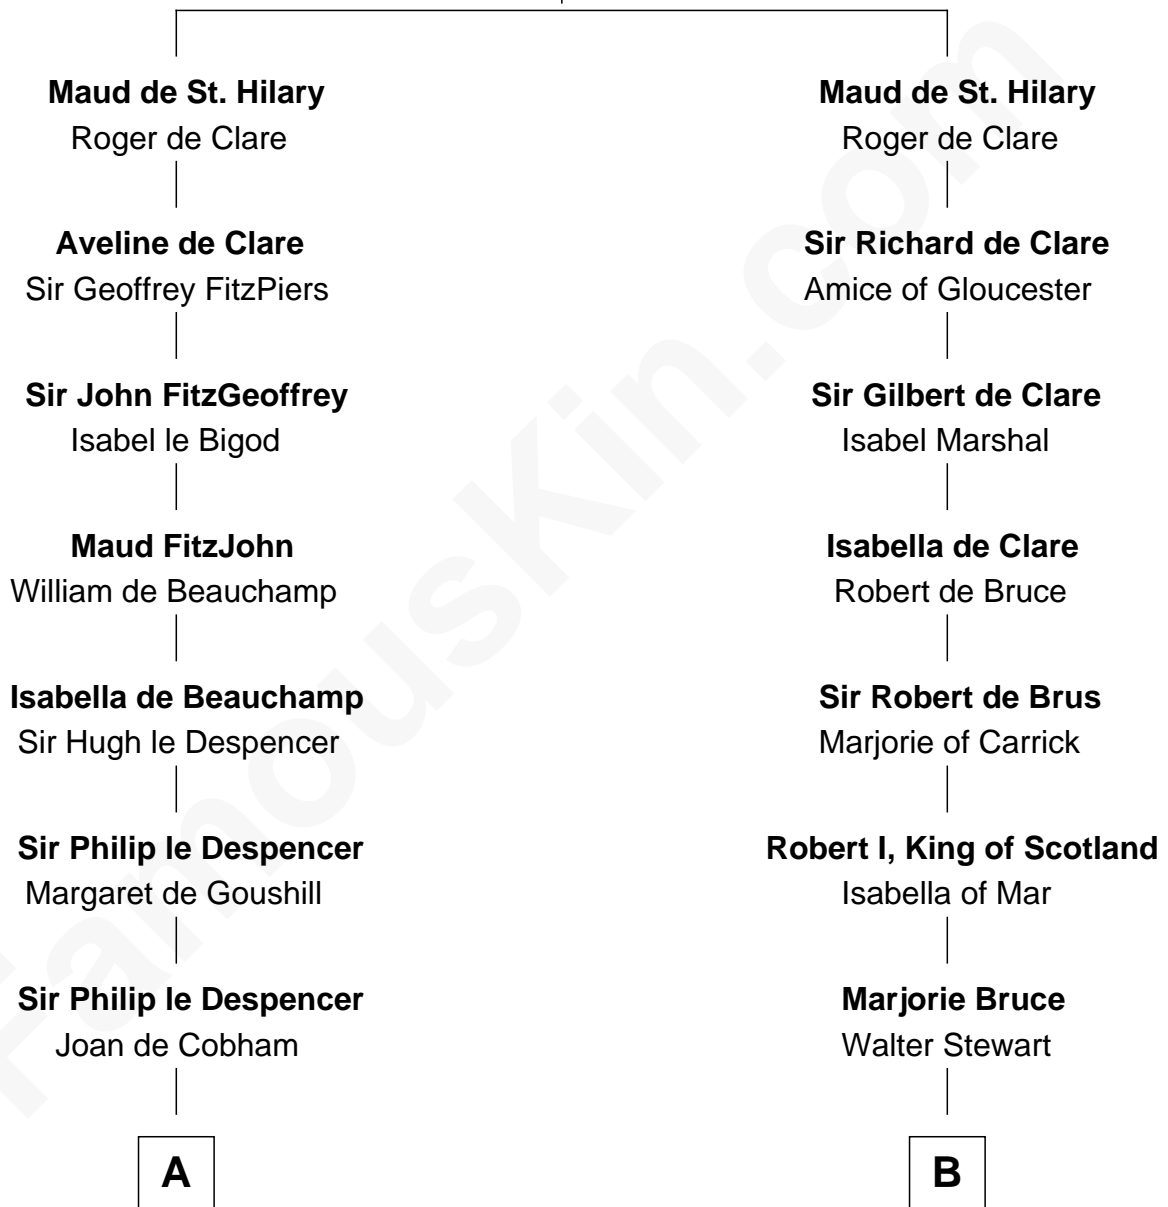 Maud de St. Hilary
Roger de Clare
Aveline de Clare
Sir Geoffrey FitzPiers
Sir John FitzGeoffrey
Isabel le Bigod
Maud FitzJohn
William de Beauchamp
Isabella de Beauchamp
Sir Hugh le Despencer
Sir Philip le Despencer
Margaret de Goushill
Sir Philip le Despencer
Joan de Cobham
A
Maud de St. Hilary
Roger de Clare
Sir Richard de Clare
Amice of Gloucester
Sir Gilbert de Clare
Isabel Marshal
Isabella de Clare
Robert de Bruce
Sir Robert de Brus
Marjorie of Carrick
Robert I, King of Scotland
Isabella of Mar
Marjorie Bruce
Walter Stewart
B
FamousKin.com